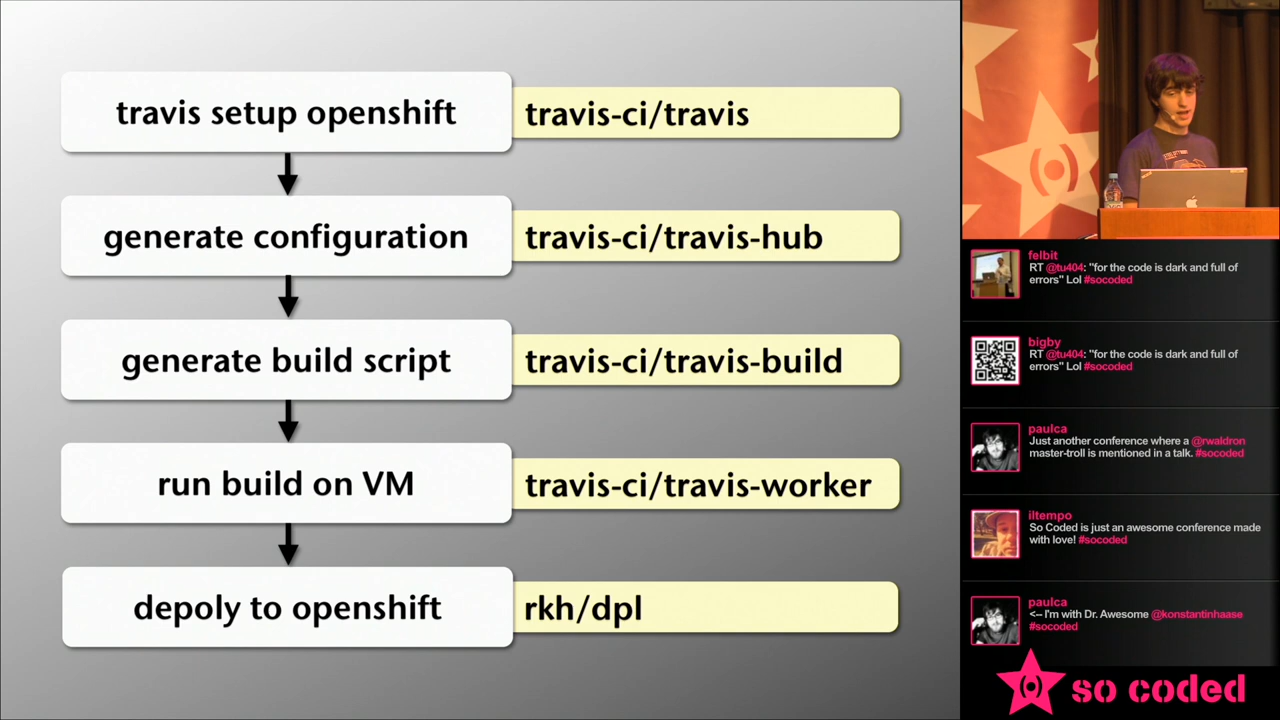 travis setup openshift
travis-ci/travis
generate configuration
travis-ci/travis-hub
generate build script
travis-ci/travis-build
run build on VM
travis-ci/travis-worker
depoly to openshift
rkh/dpl
felbit
RT @tu404: "for the code is dark and full of
errors" Lol #socoded
bigby
RT @tu404: "for the code is dark and full of
errors" Lol #socoded
paulca
Just another conference where a @rwaldron
master-troll is mentioned in a talk. #socoded
iltempo
So Coded is just an awesome conference made
with love! #socoded
paulca
<-- I'm with Dr. Awesome @konstantinhaase
#socoded
so coded